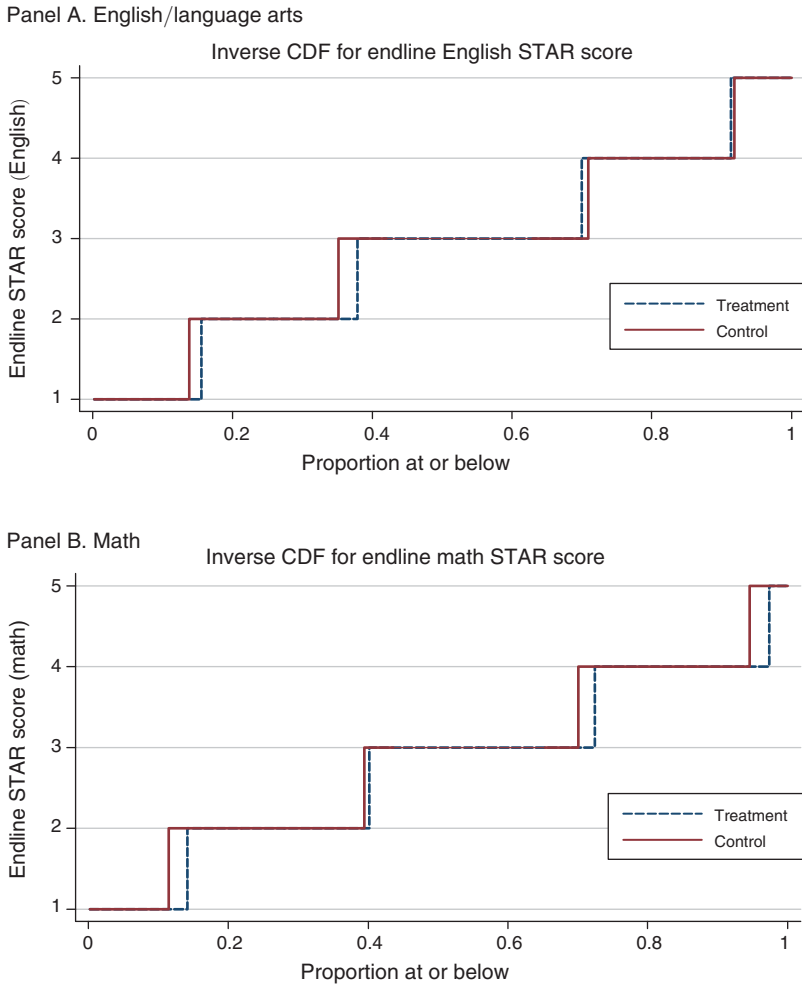 Panel A. English/language arts
Inverse CDF for endline English STAR score
Endline STAR score (English)
5
4
3
2
1
0 0.2 0.4 0.6 0.8 1
Proportion at or below
Treatment
Control
Panel B. Math
Inverse CDF for endline math STAR score
Endline STAR score (math)
5
4
3
2
1
0 0.2 0.4 0.6 0.8 1
Proportion at or below
Treatment
Control